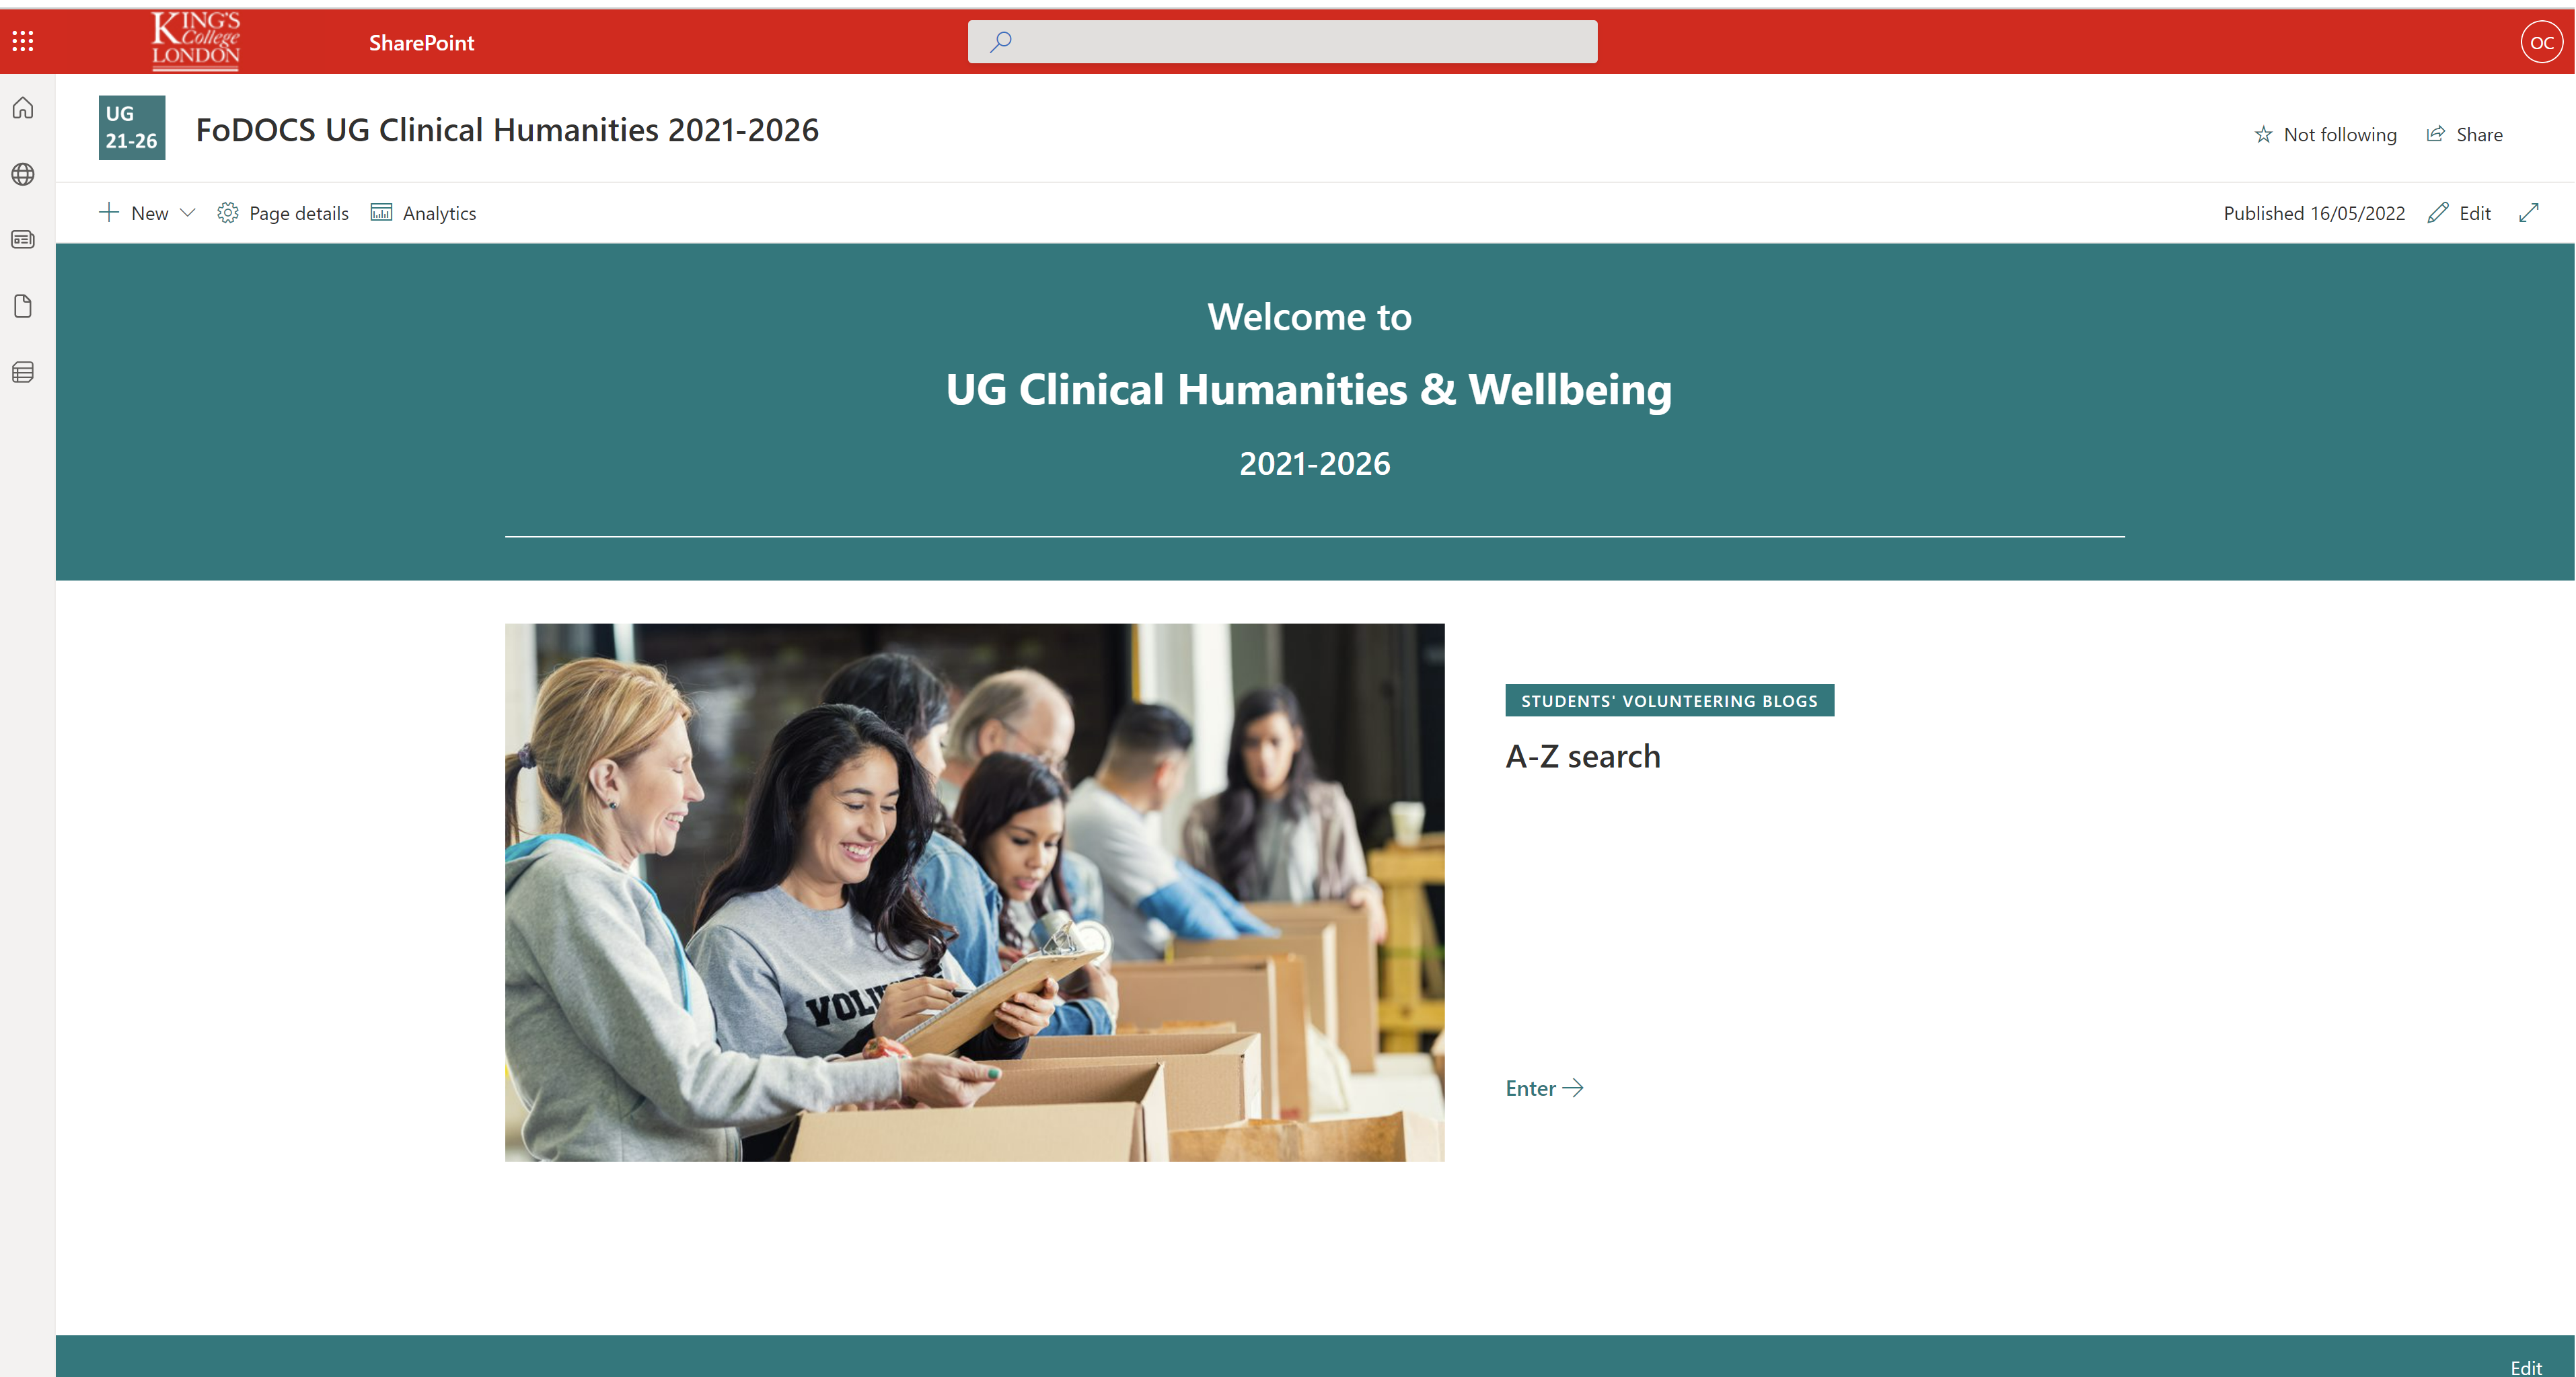 KING'S
College
LONDON
SharePoint
OC
UG
21-26
FoDOCS UG Clinical Humanities 2021-2026
Not following
Share
New
Page details
Analytics
Published 16/05/2022
Edit
Welcome to
UG Clinical Humanities & Wellbeing
2021-2026
STUDENTS' VOLUNTEERING BLOGS
A-Z search
VOLU
Enter
Edit